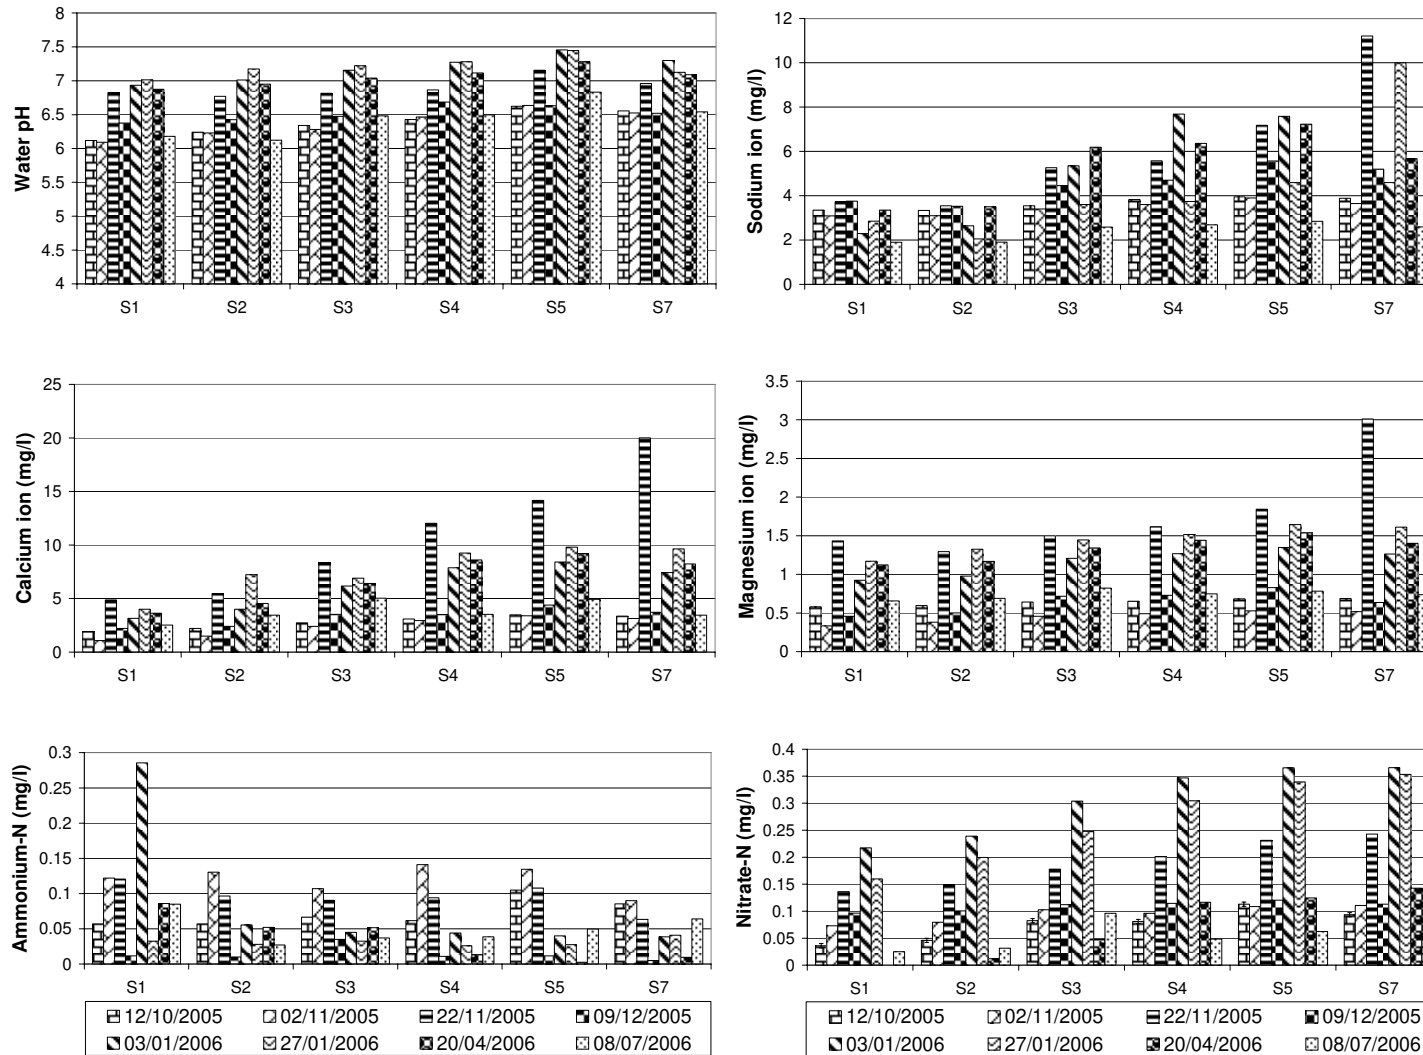 Water pH
8
7.5
7
6.5
6
5.5
5
4.5
4
S1 S2 S3 S4 S5 S7
Sodium ion (mg/l)
12
10
8
6
4
2
0
S1 S2 S3 S4 S5 S7
Calcium ion (mg/l)
25
20
15
10
5
0
S1 S2 S3 S4 S5 S7
Magnesium ion (mg/l)
3.5
3
2.5
2
1.5
1
0.5
0
S1 S2 S3 S4 S5 S7
Ammonium-N (mg/l)
0.3
0.25
0.2
0.15
0.1
0.05
0
S1 S2 S3 S4 S5 S7
12/10/2005 02/11/2005 22/11/2005 09/12/2005
03/01/2006 27/01/2006 20/04/2006 08/07/2006
Nitrate-N (mg/l)
0.4
0.35
0.3
0.25
0.2
0.15
0.1
0.05
0
S1 S2 S3 S4 S5 S7
12/10/2005 02/11/2005 22/11/2005 09/12/2005
03/01/2006 27/01/2006 20/04/2006 08/07/2006